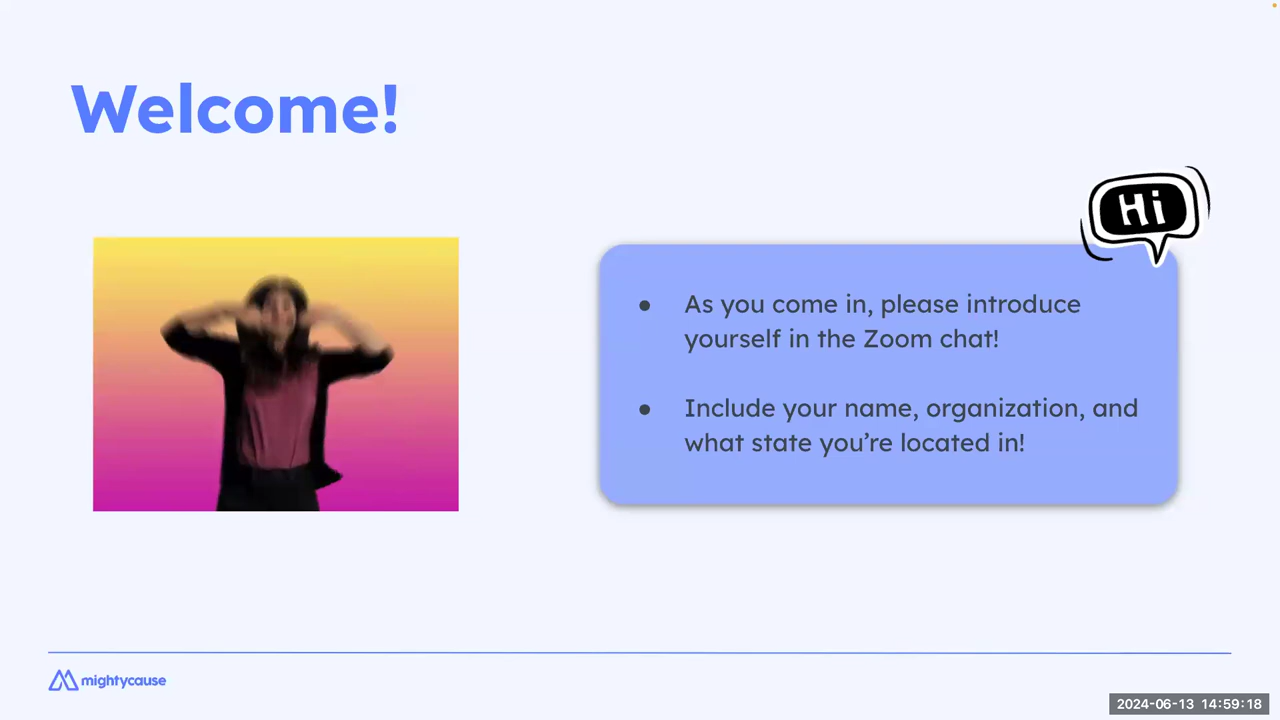 Welcome!
Hi
● As you come in, please introduce
yourself in the Zoom chat!
● Include your name, organization, and
what state you’re located in!
mightycause
2024-06-13 14:59:18